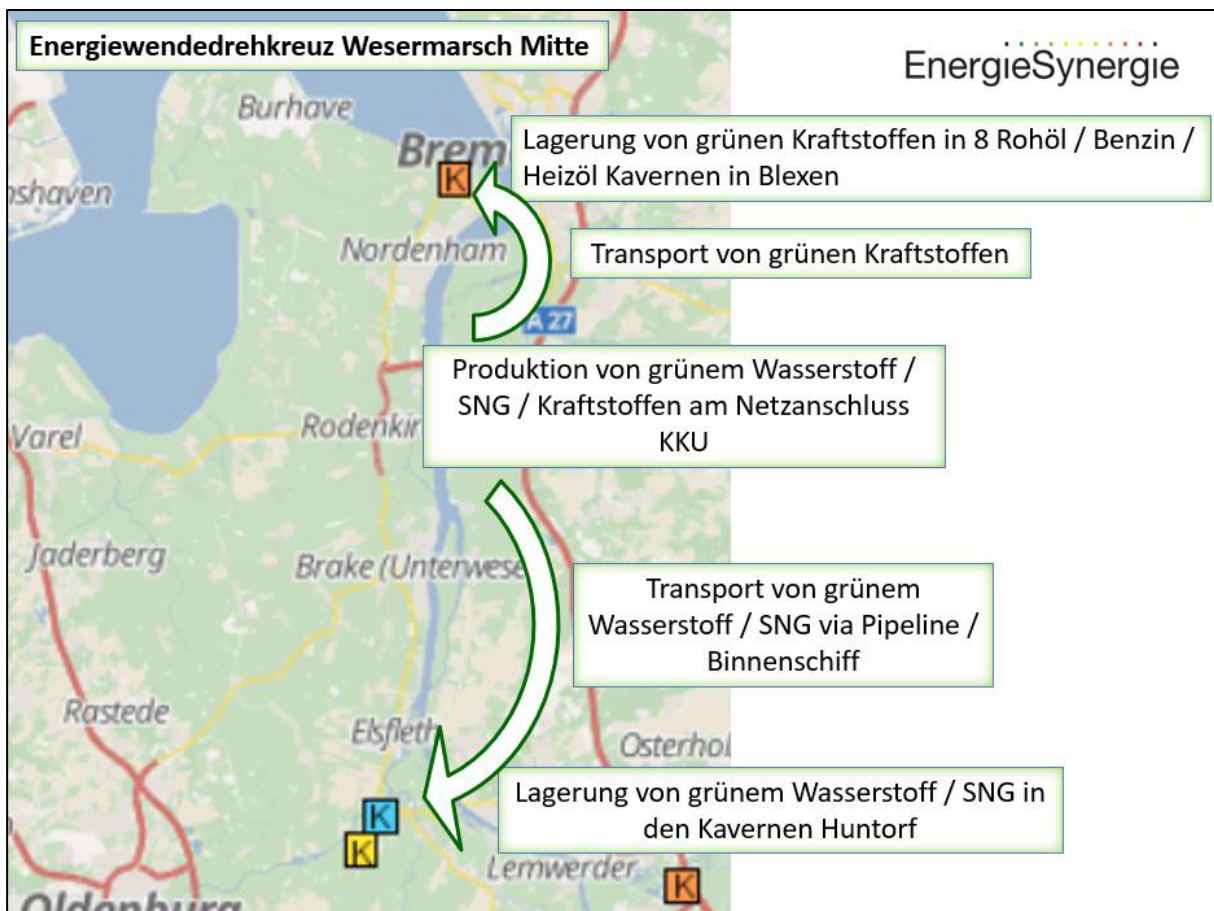 Energiewendedrehkreuz Wesermarsch Mitte
EnergieSynergie
Burhave
Brem
Lagerung von grünen Kraftstoffen in 8 Rohöl / Benzin /
Heizöl Kavernen in Blexen
K
nshaven
Nordenham
Transport von grünen Kraftstoffen
A 27
Produktion von grünem Wasserstoff /
SNG / Kraftstoffen am Netzanschluss
KKU
Varel
Rodenkir
Jaderberg
Brake (Unterwese
Transport von grünem
Wasserstoff / SNG via Pipeline /
Binnenschiff
Rastede
Elsfleth
Osterhol
Lagerung von grünem Wasserstoff / SNG in
den Kavernen Huntorf
K
K
Lemwerder
K
Oldenburg